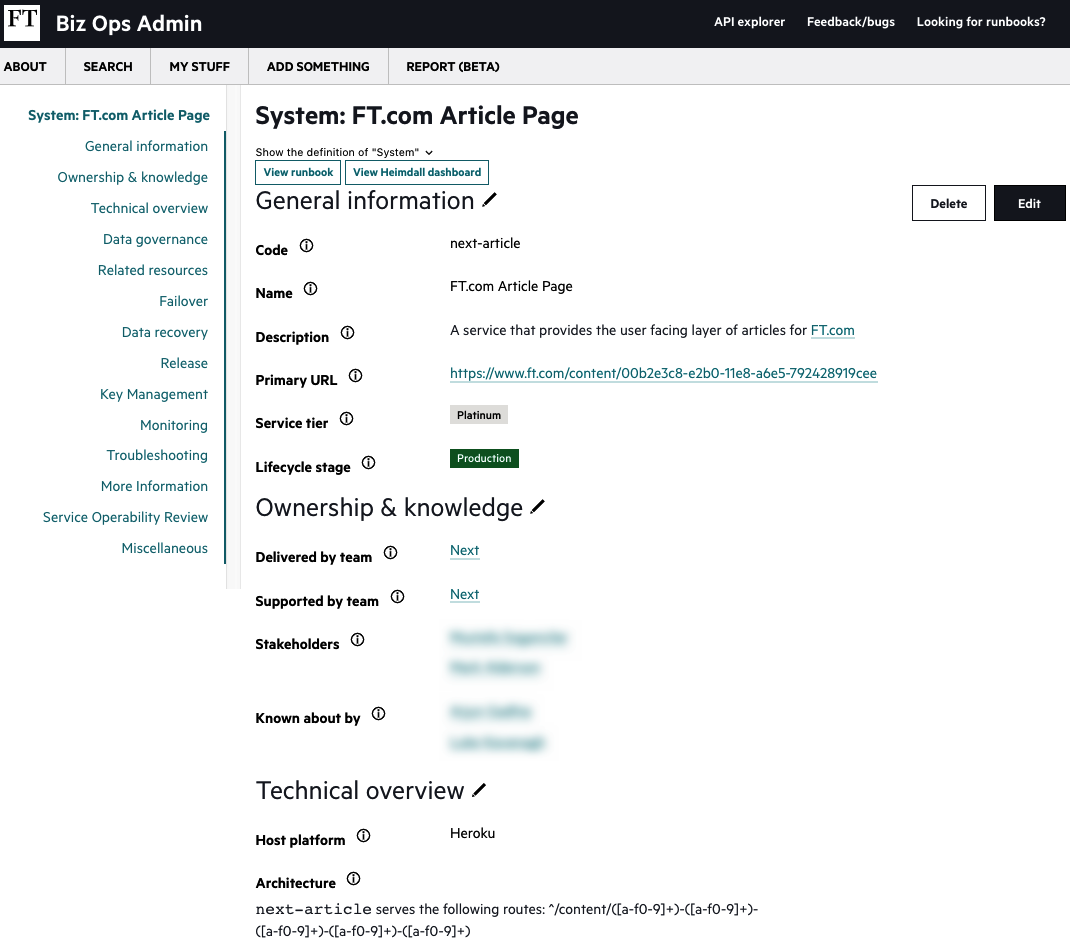 FT
Biz Ops Admin
API explorer
Feedback/bugs
Looking for runbooks?
ABOUT
SEARCH
MY STUFF
ADD SOMETHING
REPORT (BETA)
System: FT.com Article Page
General information
Ownership & knowledge
Technical overview
Data governance
Related resources
Failover
Data recovery
Release
Key Management
Monitoring
Troubleshooting
More Information
Service Operability Review
Miscellaneous
System: FT.com Article Page
Show the definition of "System"
View runbook
View Heimdall dashboard
General information
Delete
Edit
Code
next-article
Name
FT.com Article Page
Description
A service that provides the user facing layer of articles for FT.com
Primary URL
https://www.ft.com/content/00b2e3c8-e2b0-11e8-a6e5-792428919cee
Service tier
Platinum
Lifecycle stage
Production
Ownership & knowledge
Delivered by team
Next
Supported by team
Next
Stakeholders
Known about by
Technical overview
Host platform
Heroku
Architecture
next-article serves the following routes: ^/content/([a-f0-9]+)-([a-f0-9]+)-
([a-f0-9]+)-([a-f0-9]+)-([a-f0-9]+)